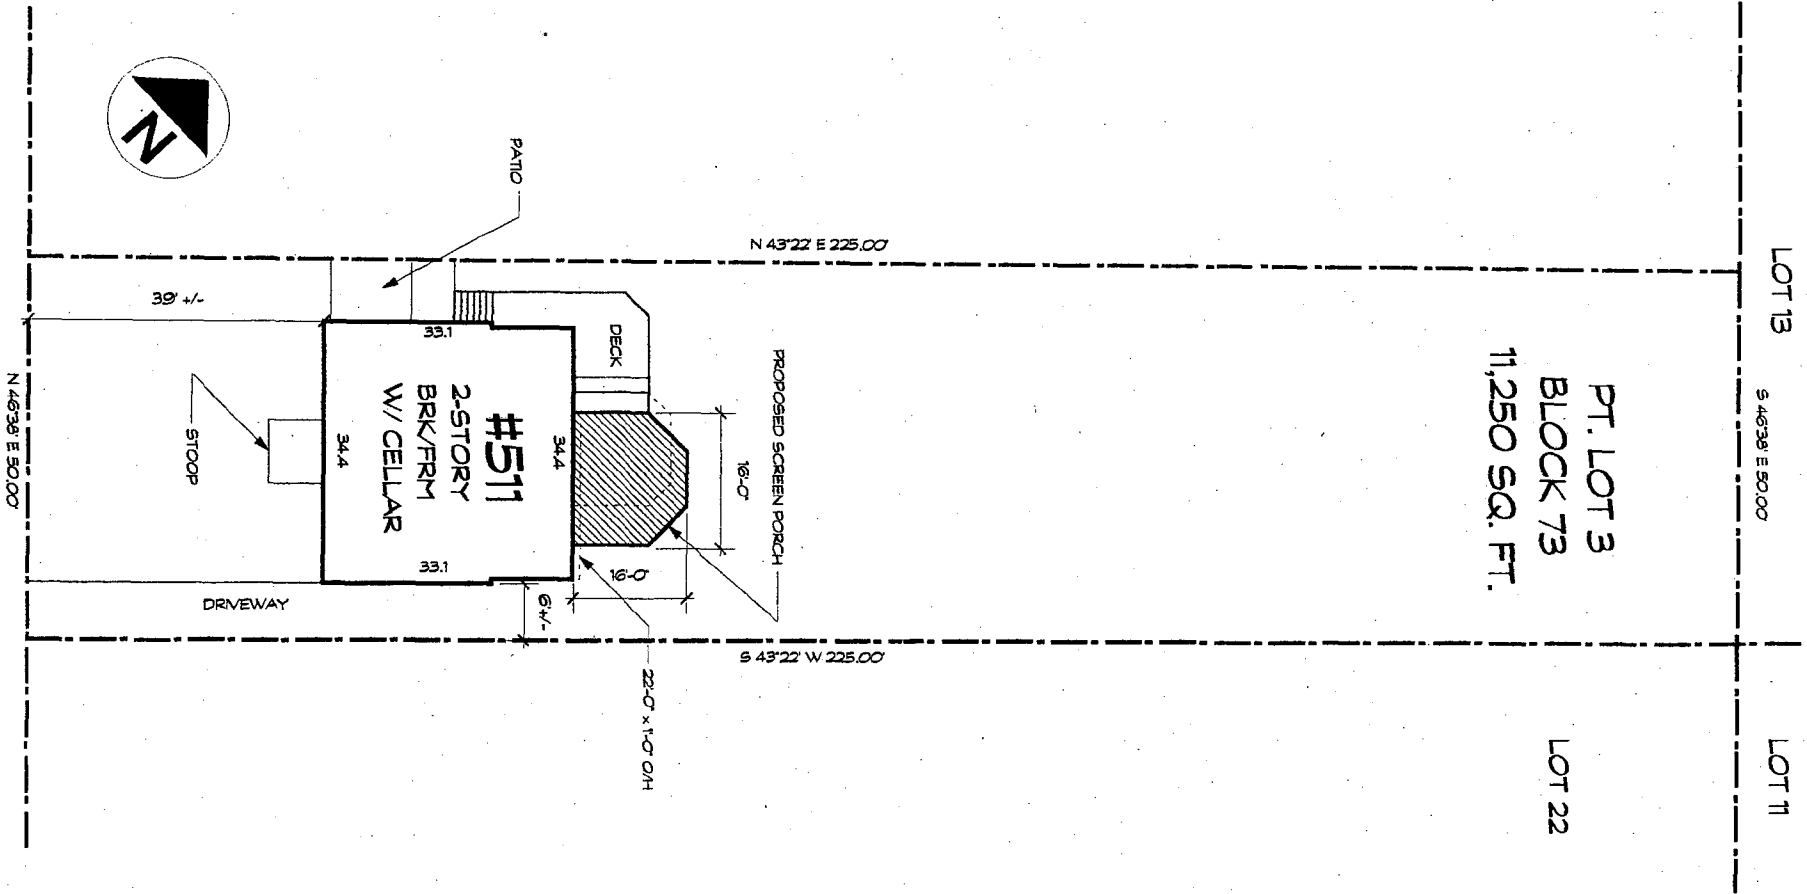 N
PATIO
N 43°22' E 225.00'
LOT 13
39' +/-
33.1
DECK
PROPOSED SCREEN PORCH
PT. LOT 3
BLOCK 73
11,250 SQ. FT.
S 46°38' E 50.00'
N 46°38' E 50.00'
STOOP
34.4
#511
2-STORY
BRK/FRM
W/ CELLAR
34.4
16'-0"
16'-0"
33.1
DRIVEWAY
6'+/-
S 43°22' W 225.00'
22'-0" x 1'-0" O/H
LOT 22
LOT 11